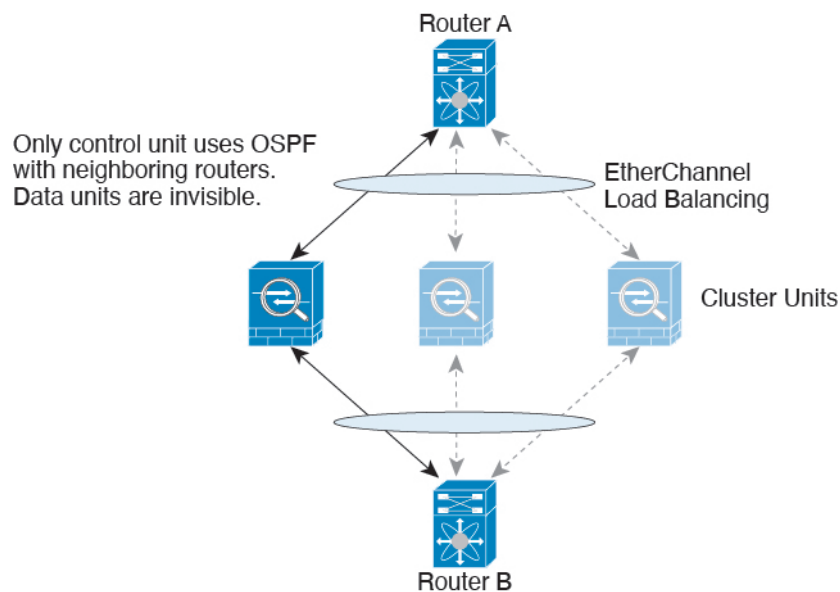 Router A
Only control unit uses OSPF
with neighboring routers.
Data units are invisible.
EtherChannel
Load Balancing
Cluster Units
Router B